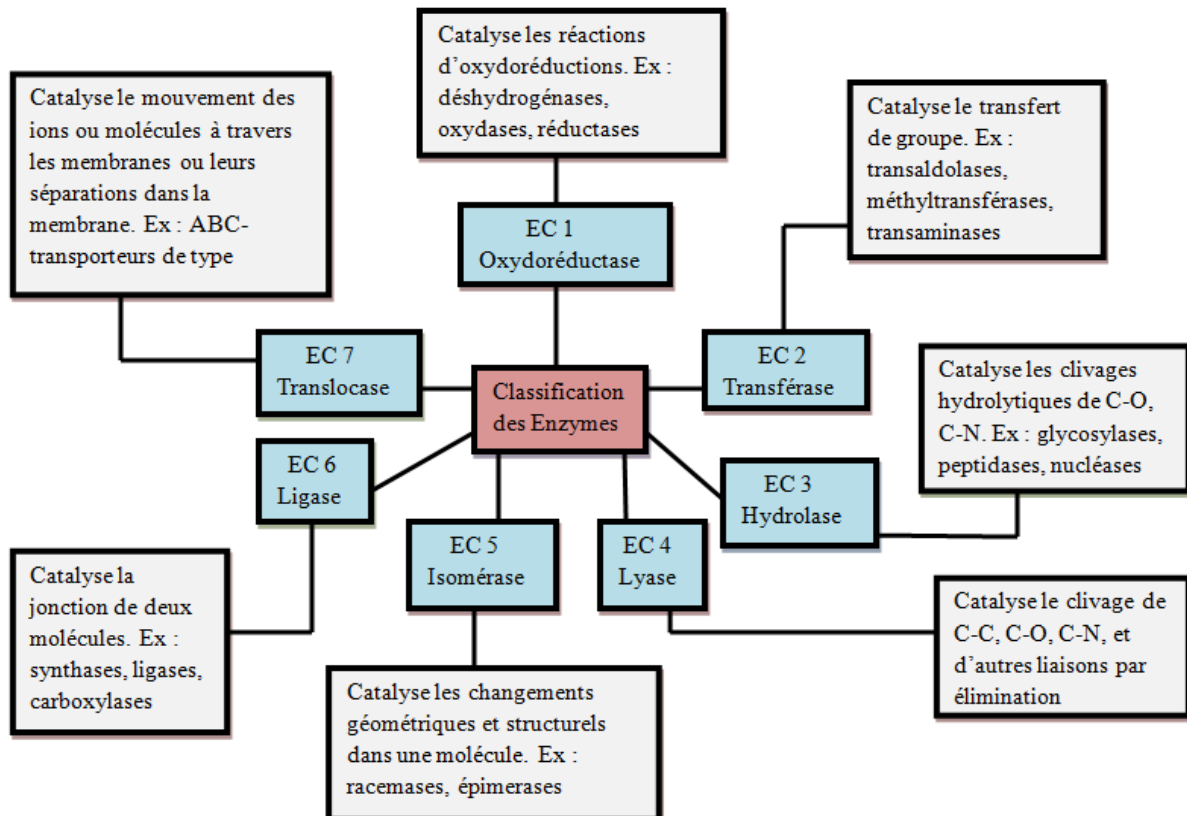 Catalyse les réactions
d’oxydoréductions. Ex :
déshydrogénases,
oxydases, réductases
Catalyse le mouvement des
ions ou molécules à travers
les membranes ou leurs
séparations dans la
membrane. Ex : ABC-
transporteurs de type
Catalyse le transfert
de groupe. Ex :
transaldolases,
méthyltransférases,
transaminases
EC 1
Oxydoréductase
EC 7
Translocase
EC 2
Transférase
Classification
des Enzymes
Catalyse les clivages
hydrolytiques de C-O,
C-N. Ex : glycosylases,
peptidases, nucléases
EC 6
Ligase
EC 3
Hydrolase
EC 5
Isomérase
EC 4
Lyase
Catalyse la
jonction de deux
molécules. Ex :
synthases, ligases,
carboxylases
Catalyse le clivage de
C-C, C-O, C-N, et
d’autres liaisons par
élimination
Catalyse les changements
géométriques et structurels
dans une molécule. Ex :
racemases, épimerases